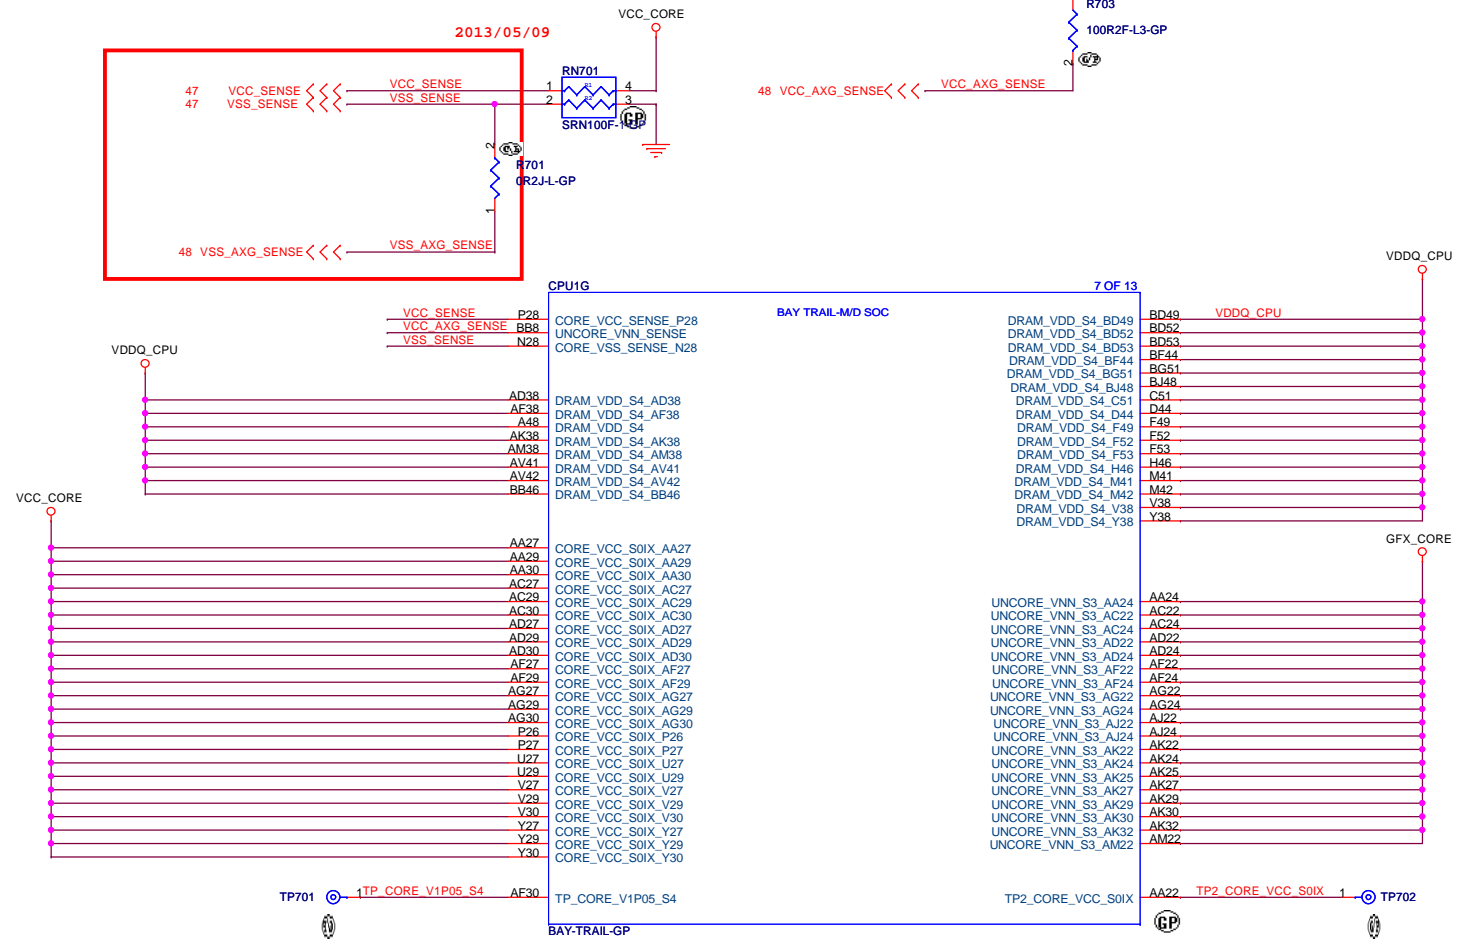 R703
100R2F-L3-GP
2
48 VCC_AXG_SENSE VCC_AXG_SENSE
VCC_CORE
2013/05/09
RN701
47 VCC_SENSE VCC_SENSE 1 4
47 VSS_SENSE VSS_SENSE 2 3
SRN100F-1-GP
GP
2
R701
0R2J-L-GP
1
48 VSS_AXG_SENSE VSS_AXG_SENSE
VDDQ_CPU
CPU1G 7 OF 13
BAY TRAIL-M/D SOC
VCC_SENSE P28 CORE_VCC_SENSE_P28
VCC_AXG_SENSE BB8 UNCORE_VNN_SENSE
VSS_SENSE N28 CORE_VSS_SENSE_N28
VDDQ_CPU
AD38 DRAM_VDD_S4_AD38
AF38 DRAM_VDD_S4_AF38
A48 DRAM_VDD_S4
AK38 DRAM_VDD_S4_AK38
AM38 DRAM_VDD_S4_AM38
AV41 DRAM_VDD_S4_AV41
AV42 DRAM_VDD_S4_AV42
BB46 DRAM_VDD_S4_BB46
VCC_CORE
AA27 CORE_VCC_S0IX_AA27
AA29 CORE_VCC_S0IX_AA29
AA30 CORE_VCC_S0IX_AA30
AC27 CORE_VCC_S0IX_AC27
AC29 CORE_VCC_S0IX_AC29
AC30 CORE_VCC_S0IX_AC30
AD27 CORE_VCC_S0IX_AD27
AD29 CORE_VCC_S0IX_AD29
AD30 CORE_VCC_S0IX_AD30
AF27 CORE_VCC_S0IX_AF27
AF29 CORE_VCC_S0IX_AF29
AG27 CORE_VCC_S0IX_AG27
AG29 CORE_VCC_S0IX_AG29
AG30 CORE_VCC_S0IX_AG30
P26 CORE_VCC_S0IX_P26
P27 CORE_VCC_S0IX_P27
U27 CORE_VCC_S0IX_U27
U29 CORE_VCC_S0IX_U29
V27 CORE_VCC_S0IX_V27
V29 CORE_VCC_S0IX_V29
V30 CORE_VCC_S0IX_V30
Y27 CORE_VCC_S0IX_Y27
Y29 CORE_VCC_S0IX_Y29
Y30 CORE_VCC_S0IX_Y30
TP701 1 TP_CORE_V1P05_S4 AF30 TP_CORE_V1P05_S4
DRAM_VDD_S4_BD49 BD49 VDDQ_CPU
DRAM_VDD_S4_BD52 BD52
DRAM_VDD_S4_BD53 BD53
DRAM_VDD_S4_BF44 BF44
DRAM_VDD_S4_BG51 BG51
DRAM_VDD_S4_BJ48 BJ48
DRAM_VDD_S4_C51 C51
DRAM_VDD_S4_D44 D44
DRAM_VDD_S4_F49 F49
DRAM_VDD_S4_F52 F52
DRAM_VDD_S4_F53 F53
DRAM_VDD_S4_H46 H46
DRAM_VDD_S4_M41 M41
DRAM_VDD_S4_M42 M42
DRAM_VDD_S4_V38 V38
DRAM_VDD_S4_Y38 Y38
GFX_CORE
UNCORE_VNN_S3_AA24 AA24
UNCORE_VNN_S3_AC22 AC22
UNCORE_VNN_S3_AC24 AC24
UNCORE_VNN_S3_AD22 AD22
UNCORE_VNN_S3_AD24 AD24
UNCORE_VNN_S3_AF22 AF22
UNCORE_VNN_S3_AF24 AF24
UNCORE_VNN_S3_AG22 AG22
UNCORE_VNN_S3_AG24 AG24
UNCORE_VNN_S3_AJ22 AJ22
UNCORE_VNN_S3_AJ24 AJ24
UNCORE_VNN_S3_AK22 AK22
UNCORE_VNN_S3_AK24 AK24
UNCORE_VNN_S3_AK25 AK25
UNCORE_VNN_S3_AK27 AK27
UNCORE_VNN_S3_AK29 AK29
UNCORE_VNN_S3_AK30 AK30
UNCORE_VNN_S3_AK32 AK32
UNCORE_VNN_S3_AM22 AM22
TP2_CORE_VCC_S0IX AA22 TP2_CORE_VCC_S0IX 1 TP702
GP
BAY-TRAIL-GP